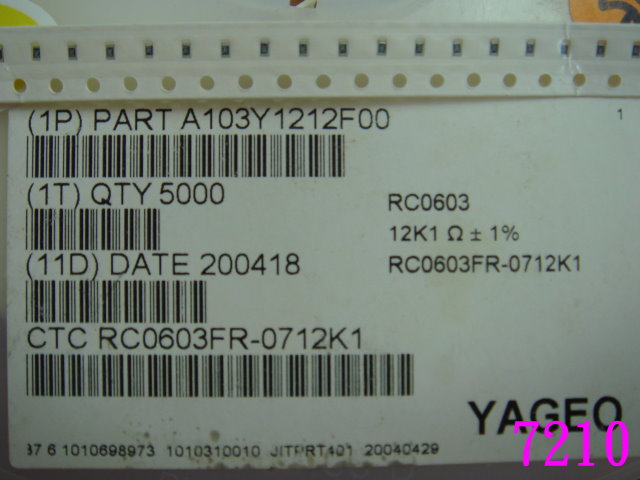 (1P) PART A103Y1212F00
1
(1T) QTY 5000
RC0603
12K1 Ω ± 1%
(11D) DATE 200418
RC0603FR-0712K1
CTC RC0603FR-0712K1
YAGEO
7210
37 6 1010698973 1010310010 JITPRT401 20040429